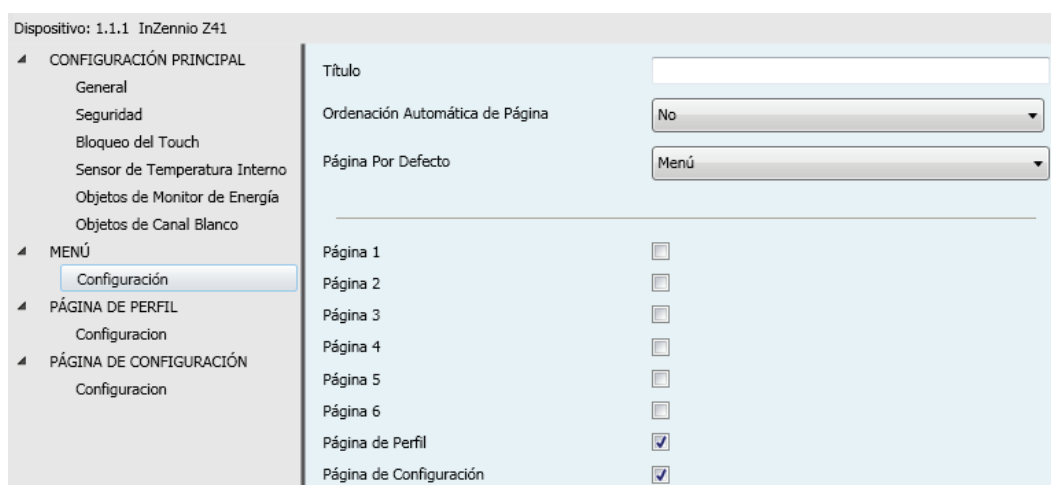 Dispositivo: 1.1.1 InZennio Z41
CONFIGURACIÓN PRINCIPAL
General
Seguridad
Bloqueo del Touch
Sensor de Temperatura Interno
Objetos de Monitor de Energía
Objetos de Canal Blanco
MENÚ
Configuración
PÁGINA DE PERFIL
Configuracion
PÁGINA DE CONFIGURACIÓN
Configuracion
Título
Ordenación Automática de Página No
Página Por Defecto Menú
Página 1
Página 2
Página 3
Página 4
Página 5
Página 6
Página de Perfil
Página de Configuración